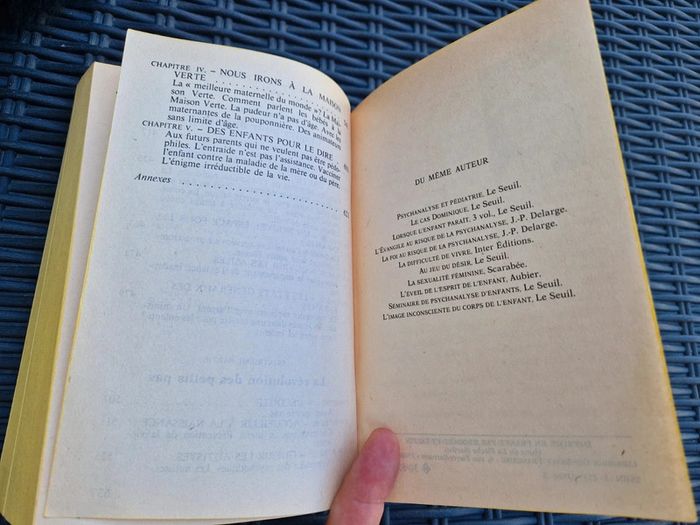 CHAPITRE IV. – NOUS IRONS À LA MAISON
VERTE
La « meilleure maternelle du monde »? La Mai-
son Verte. Comment parlent les bébés à la
Maison Verte. La pudeur n'a pas d'âge. Avec les
maternantes de la pouponnière. Des animateurs
sans limite d'âge.
CHAPITRE V. – DES ENFANTS POUR LE DIRE
Aux futurs parents qui ne veulent pas être pédo-
philes. L'entraide n'est pas l'assistance. Vacciner
l'enfant contre la maladie de la mère ou du père.
L'énigme irréductible de la vie.
Annexes
DU MÊME AUTEUR
PSYCHANALYSE ET PÉDIATRIE, Le Seuil.
LE CAS DOMINIQUE, Le Seuil.
LORSQUE L'ENFANT PARAÎT, 3 vol., Le Seuil.
L'ÉVANGILE AU RISQUE DE LA PSYCHANALYSE, J.-P. Delarge.
LA FOI AU RISQUE DE LA PSYCHANALYSE, J.-P. Delarge.
LA DIFFICULTÉ DE VIVRE, Inter Éditions.
AU JEU DU DÉSIR, Le Seuil.
LA SEXUALITÉ FÉMININE, Scarabée.
L'ÉVEIL DE L'ESPRIT DE L'ENFANT, Aubier.
SÉMINAIRE DE PSYCHANALYSE D'ENFANTS, Le Seuil.
L'IMAGE INCONSCIENTE DU CORPS DE L'ENFANT, Le Seuil.